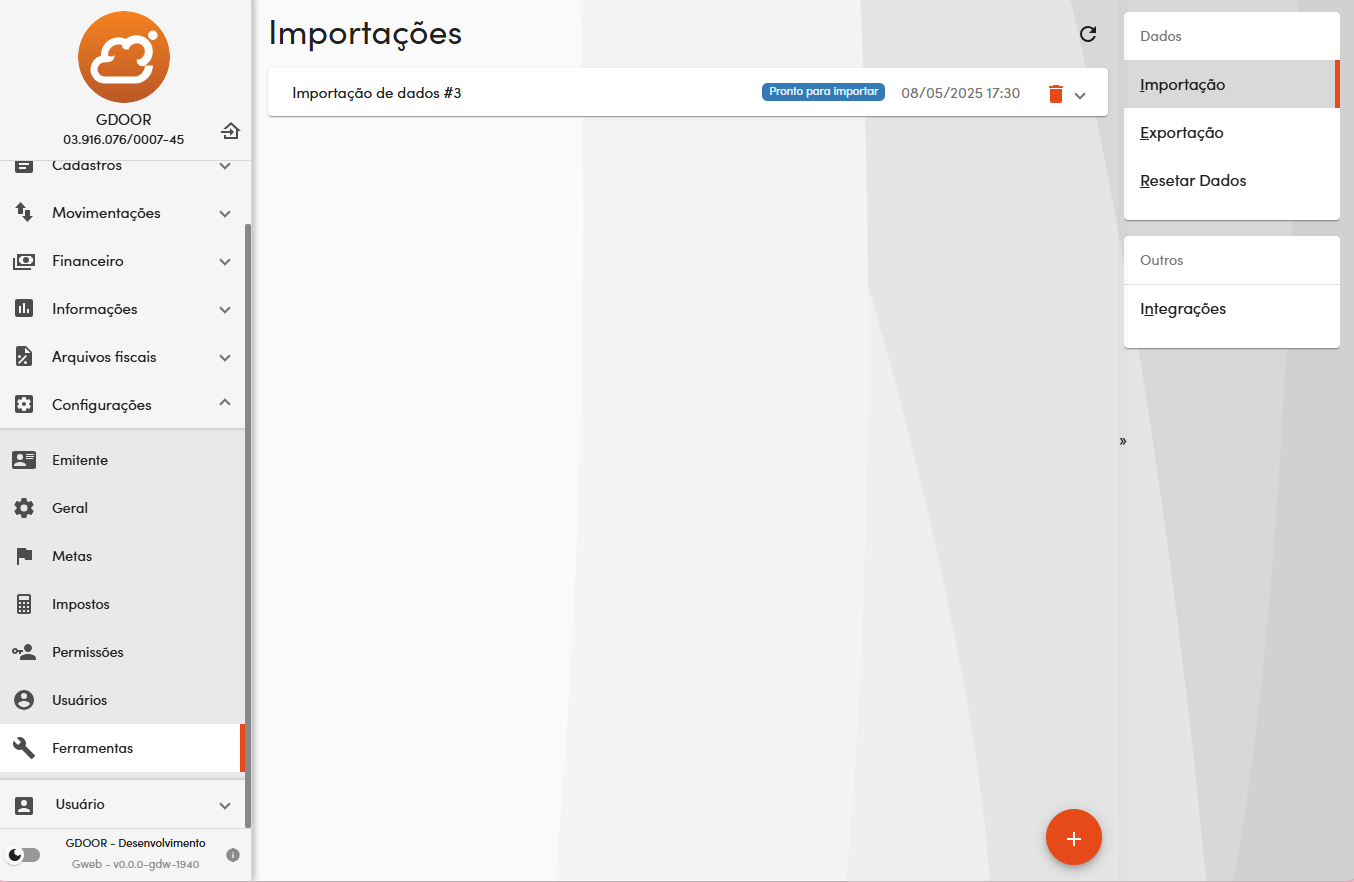 GDOOR
03.916.076/0007-45
Cadastros
Movimentações
Financeiro
Informações
Arquivos fiscais
Configurações
Emitente
Geral
Metas
Impostos
Permissões
Usuários
Ferramentas
Usuário
GDOOR - Desenvolvimento
Gweb - v0.0.0-gdw-1940
Importações
Importação de dados #3 Pronto para importar 08/05/2025 17:30
»
+
Dados
Importação
Exportação
Resetar Dados
Outros
Integrações